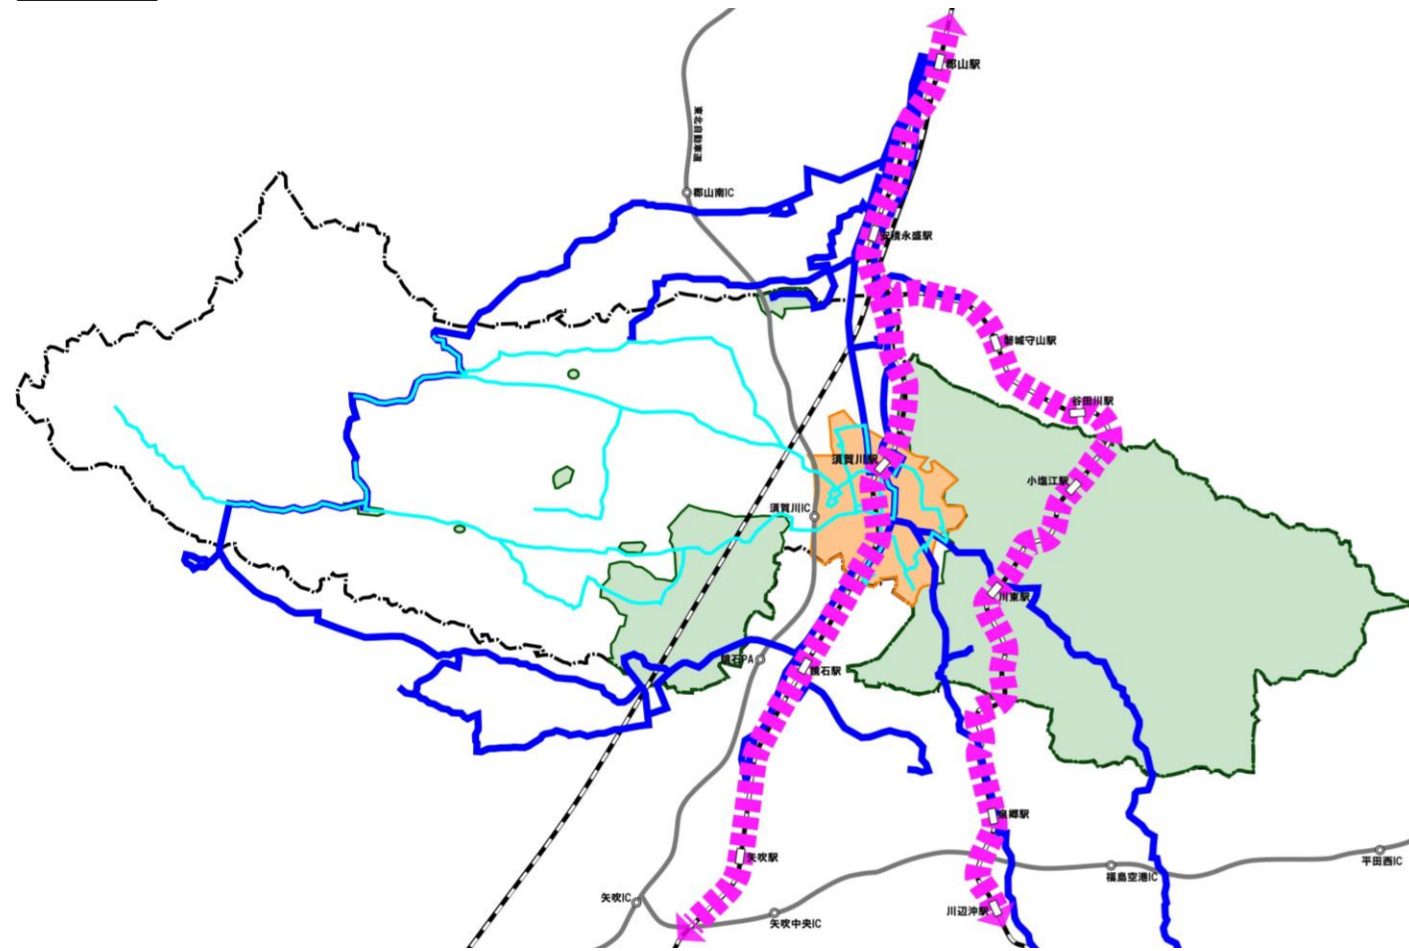 郡山駅
東北自動車道
郡山南IC
安積永盛駅
磐城守山駅
谷田川駅
須賀川駅
小塩江駅
須賀川IC
川東駅
鏡石PA
鏡石駅
泉郷駅
矢吹駅
平田西IC
福島空港IC
矢吹IC
川辺沖駅
矢吹中央IC